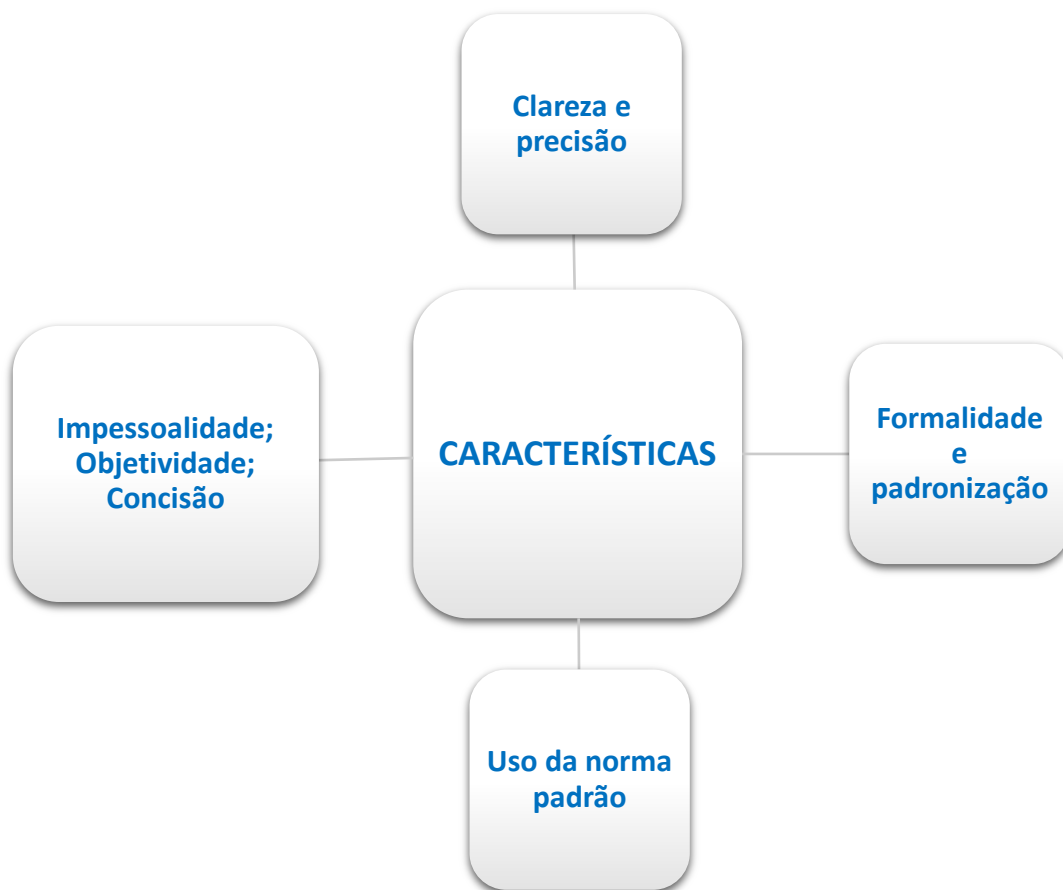 Clareza e
precisão
Impessoalidade;
Objetividade;
Concisão
CARACTERÍSTICAS
Formalidade
e
padronização
Uso da norma
padrão